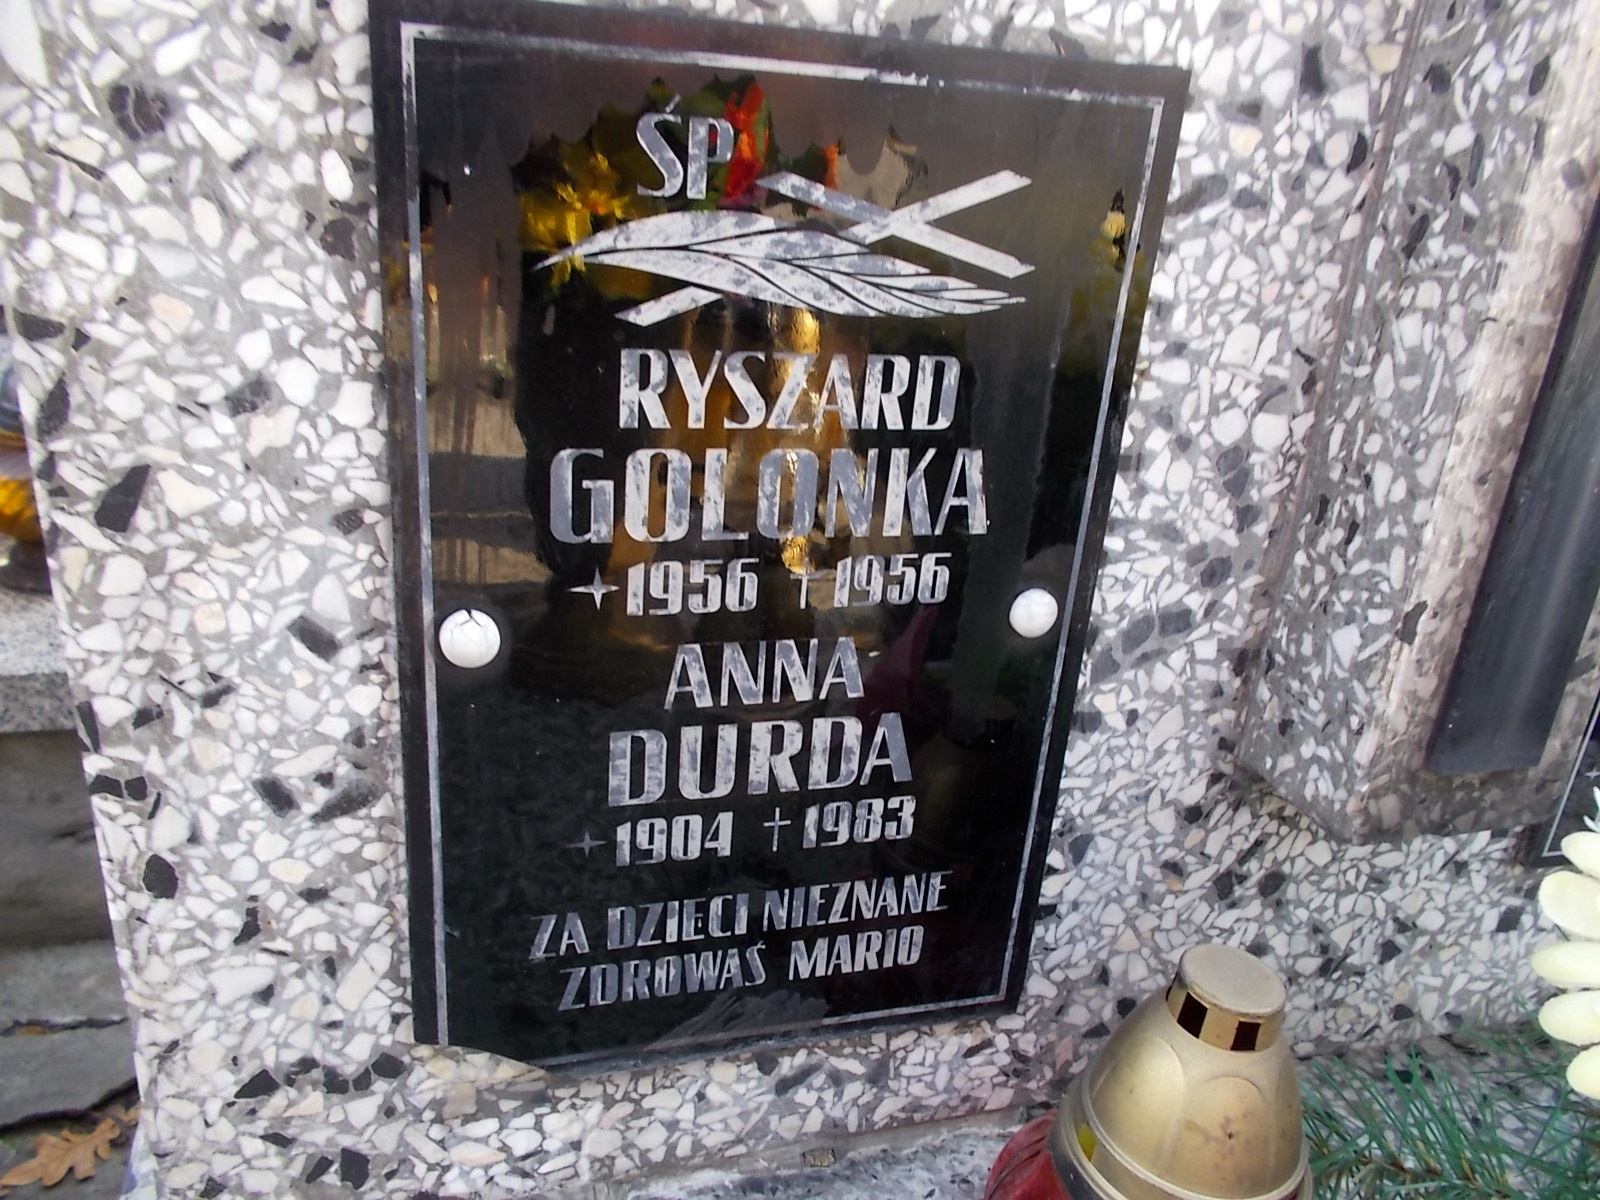 ŚP
RYSZARD
GOLONKA
1956 †1956
ANNA
DURDA
1904 †1983
ZA DZIECI NIEZNANE
ZDROWAŚ MARIO